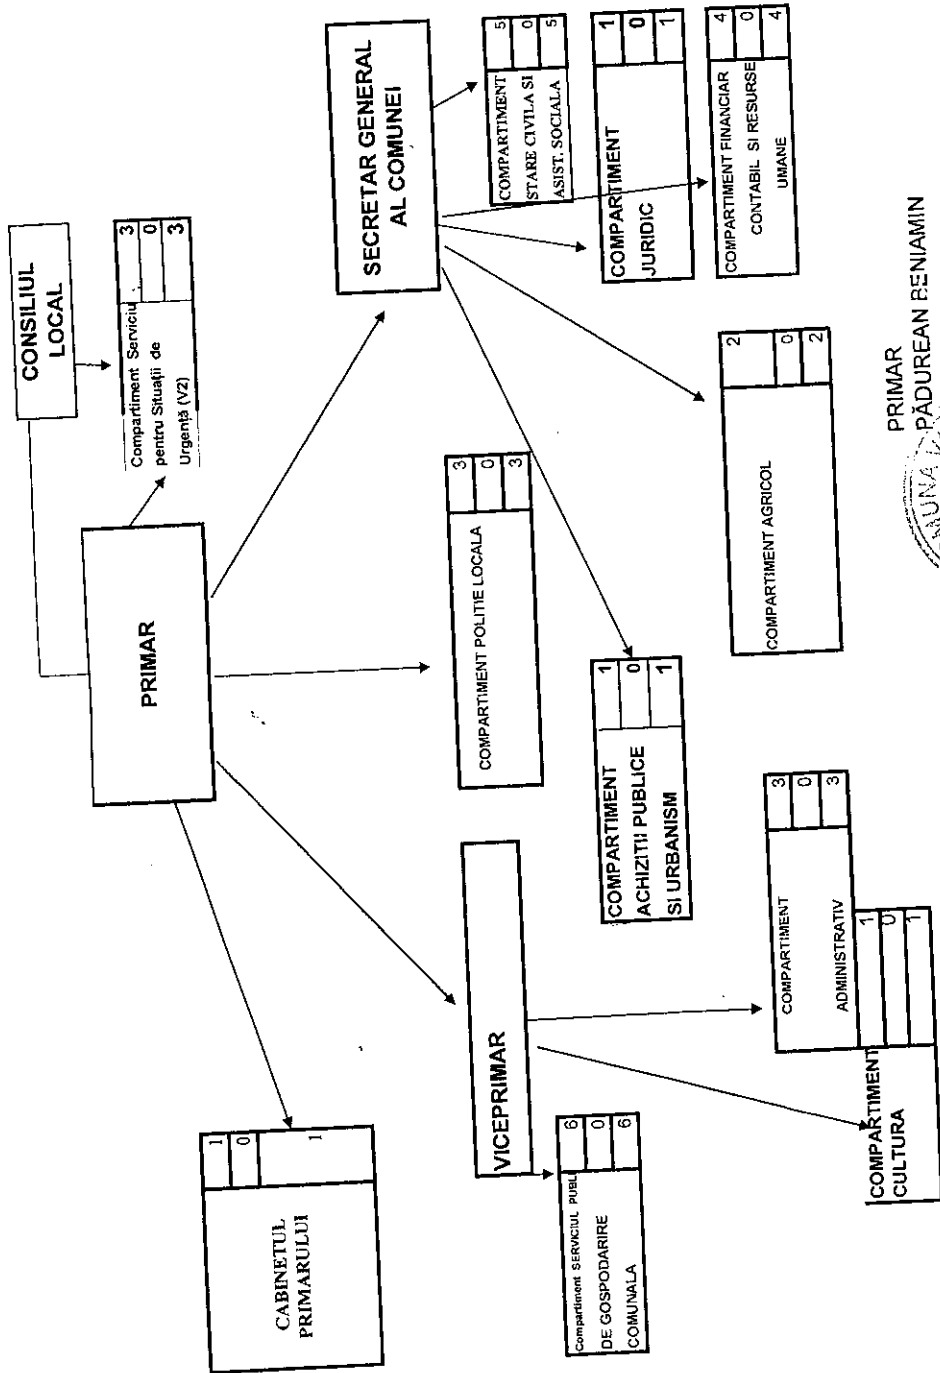 CONSILIUL
LOCAL
PRIMAR
Compartiment Serviciu
pentru Situații de
Urgență (V2)
3
0
3
CABINETUL
PRIMARULUI
1
0
1
VICEPRIMAR
COMPARTIMENT POLITIE LOCALA
3
0
3
SECRETAR GENERAL
AL COMUNEI
Compartiment SERVICIUL PUBLI
DE GOSPODARIRE
COMUNALA
6
0
6
COMPARTIMENT
ACHIZITII PUBLICE
SI URBANISM
1
0
1
COMPARTIMENT
STARE CIVILA SI
ASIST. SOCIALA
5
0
5
COMPARTIMENT
JURIDIC
1
0
1
COMPARTIMENT FINANCIAR
CONTABIL SI RESURSE
UMANE
4
0
4
COMPARTIMENT AGRICOL
2
0
2
COMPARTIMENT
ADMINISTRATIV
3
0
3
COMPARTIMENT
CULTURA
1
0
1
PRIMAR
PĂDUREAN BENIAMIN